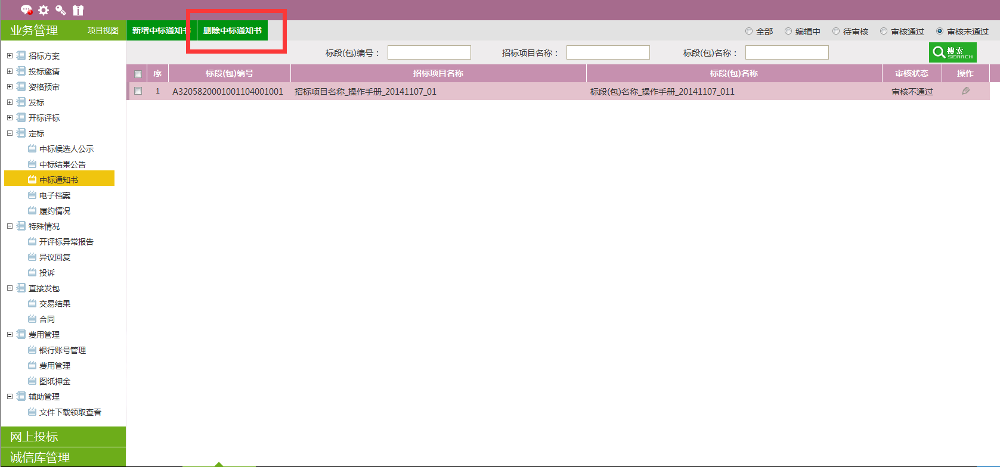 业务管理 项目视图 新增中标通知书 删除中标通知书 全部 编辑中 待审核 审核通过 审核未通过
标段(包)编号： 招标项目名称： 标段(包)名称： 搜索 SEARCH
序 标段(包)编号 招标项目名称 标段(包)名称 审核状态 操作
1 A3205820001001104001001 招标项目名称_操作手册_20141107_01 标段(包)名称_操作手册_20141107_011 审核不通过
招标方案
投标邀请
资格预审
发标
开标评标
定标
中标候选人公示
中标结果公告
中标通知书
电子档案
履约情况
特殊情况
开评标异常报告
异议回复
投诉
直接发包
交易结果
合同
费用管理
银行账号管理
费用管理
图纸押金
辅助管理
文件下载领取查看
网上投标
诚信库管理